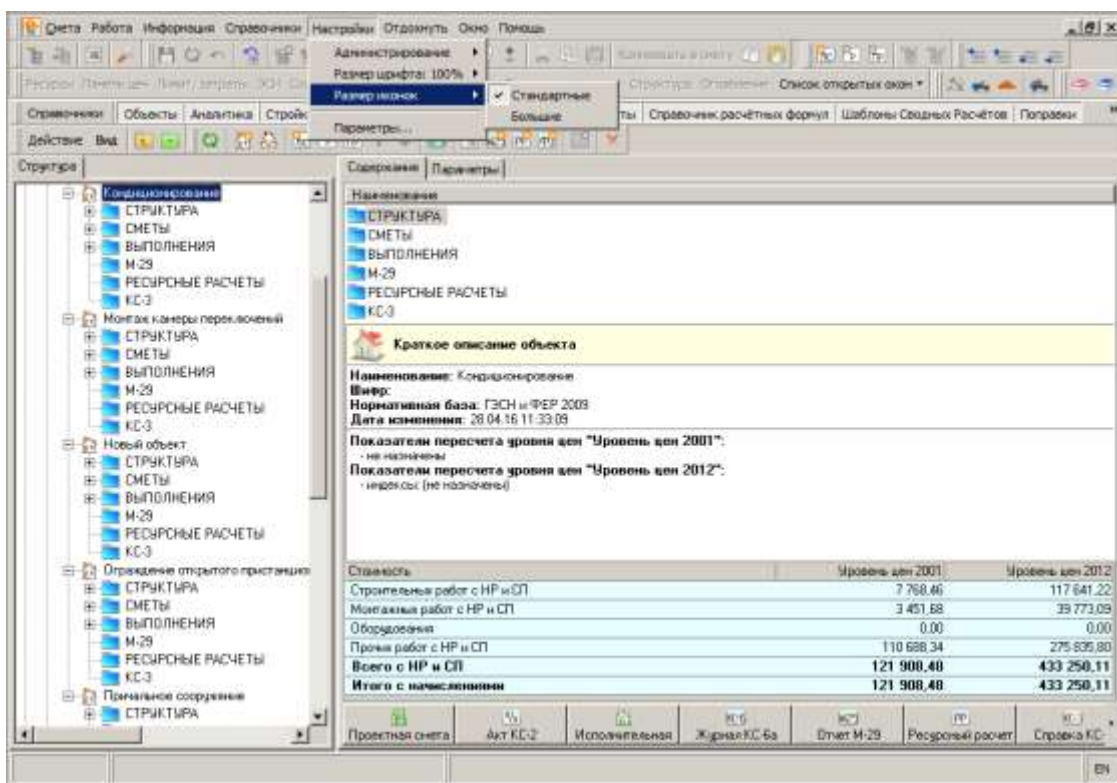 Смета Работа Информация Справочники Настройки Отдохнуть Окно Помощь
Администрирование
Размер шрифта: 100%
Размер иконок
Стандартные
Большие
Параметры...
Список открытых окон
Справочники Объекты Аналитика Справочник расчётных формул Шаблоны Сводных Расчётов Поправки
Действие Вид
Структура
Кондиционирование
СТРУКТУРА
СМЕТЫ
ВЫПОЛНЕНИЯ
М-29
РЕСУРСНЫЕ РАСЧЕТЫ
КС-3
Монтаж камеры переключений
СТРУКТУРА
СМЕТЫ
ВЫПОЛНЕНИЯ
М-29
РЕСУРСНЫЕ РАСЧЕТЫ
КС-3
Новый объект
СТРУКТУРА
СМЕТЫ
ВЫПОЛНЕНИЯ
М-29
РЕСУРСНЫЕ РАСЧЕТЫ
КС-3
Ограждение открытого пристанцио
СТРУКТУРА
СМЕТЫ
ВЫПОЛНЕНИЯ
М-29
РЕСУРСНЫЕ РАСЧЕТЫ
КС-3
Причальное сооружение
СТРУКТУРА
Содержание Параметры
Наименование
СТРУКТУРА
СМЕТЫ
ВЫПОЛНЕНИЯ
М-29
РЕСУРСНЫЕ РАСЧЕТЫ
КС-3
Краткое описание объекта
Наименование: Кондиционирование
Шифр:
Нормативная база: ГЭСН и ФЕР 2009
Дата изменения: 28.04.16 11:33:09
Показатели пересчета уровня цен "Уровень цен 2001":
- не назначены
Показатели пересчета уровня цен "Уровень цен 2012":
- индексы: (не назначены)
Стоимость Уровень цен 2001 Уровень цен 2012
Строительных работ с НР и СП 7 768,46 117 641,22
Монтажных работ с НР и СП 3 451,68 39 773,09
Оборудования 0,00 0,00
Прочих работ с НР и СП 110 688,34 275 835,80
Всего с НР и СП 121 908,48 433 250,11
Итого с начислениями 121 908,48 433 250,11
Проектная смета Акт КС-2 Исполнительная Журнал КС-6а Отчет М-29 Ресурсный расчет Справка КС-
EN